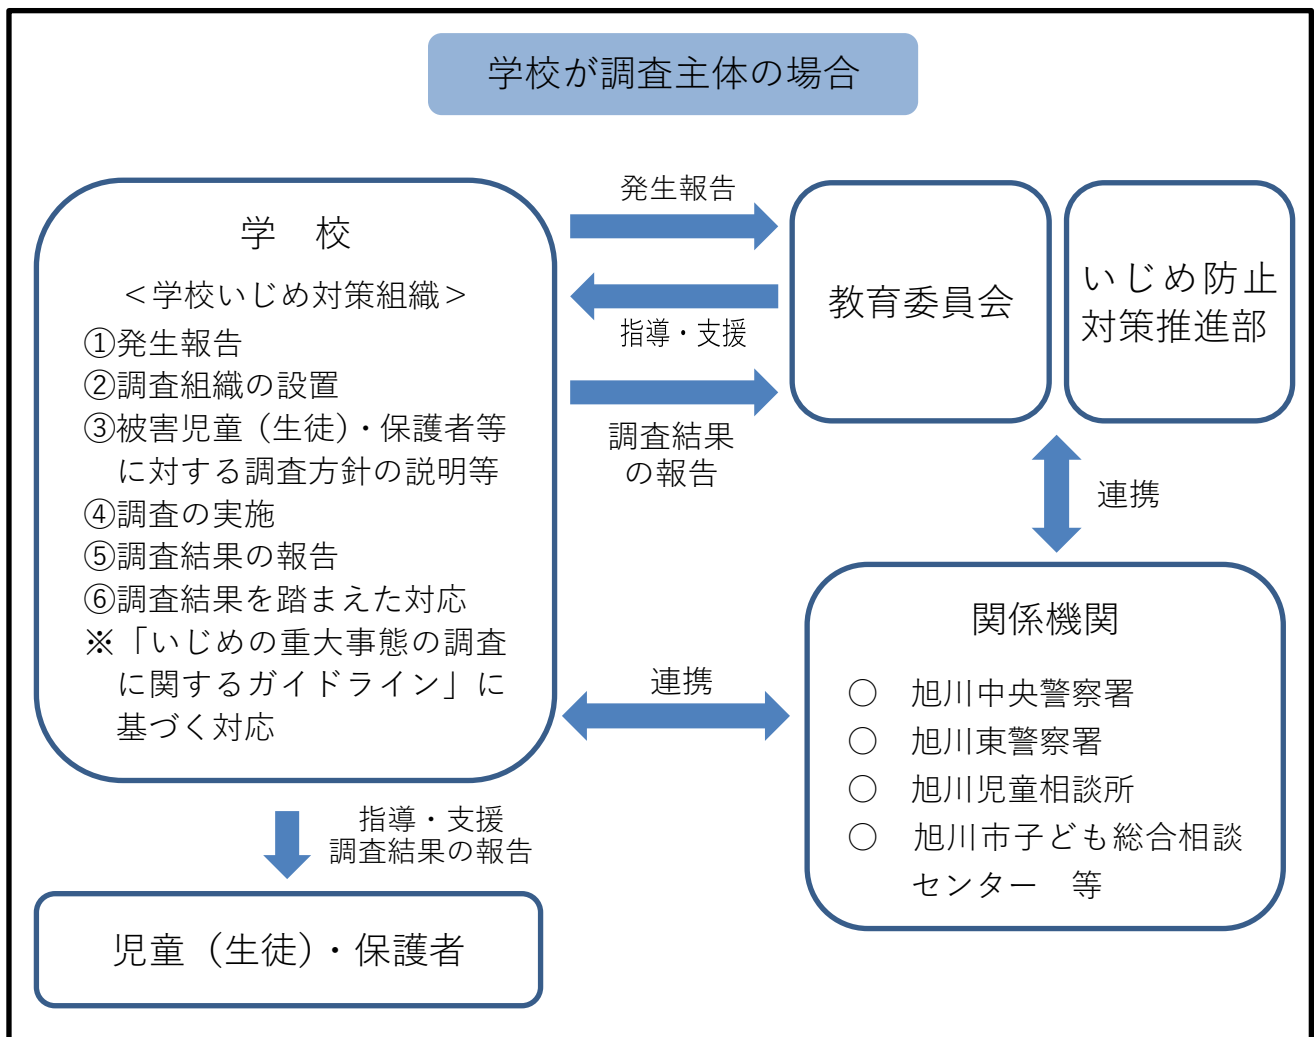 学校が調査主体の場合
学　校
＜学校いじめ対策組織＞
①発生報告
②調査組織の設置
③被害児童（生徒）・保護者等
に対する調査方針の説明等
④調査の実施
⑤調査結果の報告
⑥調査結果を踏まえた対応
※「いじめの重大事態の調査
に関するガイドライン」に
基づく対応
発生報告
指導・支援
調査結果
の報告
教育委員会
いじめ防止
対策推進部
連携
連携
関係機関
○　旭川中央警察署
○　旭川東警察署
○　旭川児童相談所
○　旭川市子ども総合相談
センター　等
指導・支援
調査結果の報告
児童（生徒）・保護者